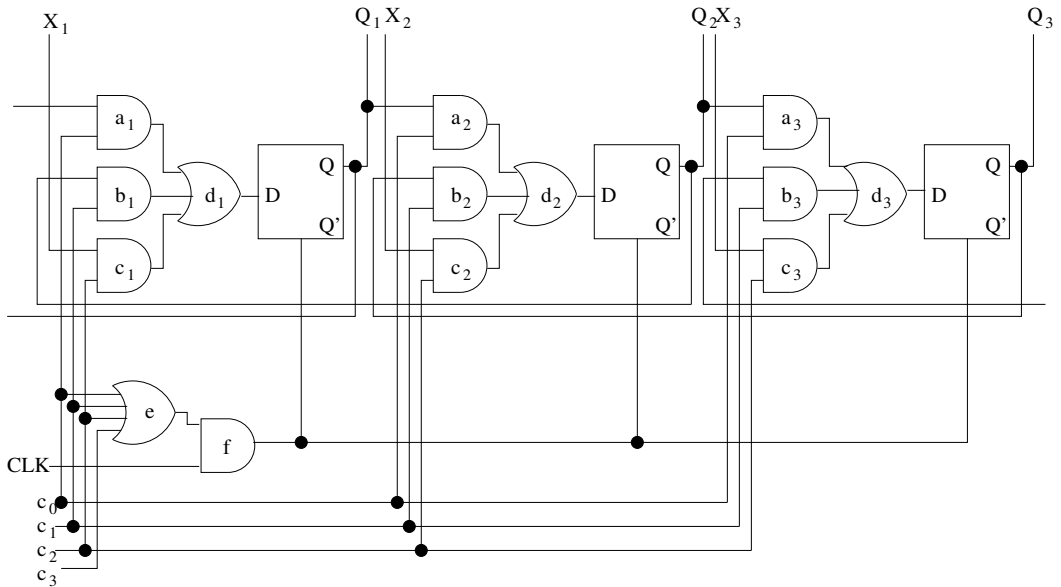 X1 Q1 X2 Q2 X3 Q3
a1 a2 a3
Q Q Q
b1 d1 D b2 d2 D b3 d3 D
Q' Q' Q'
c1 c2 c3
e
f
CLK
c0
c1
c2
c3